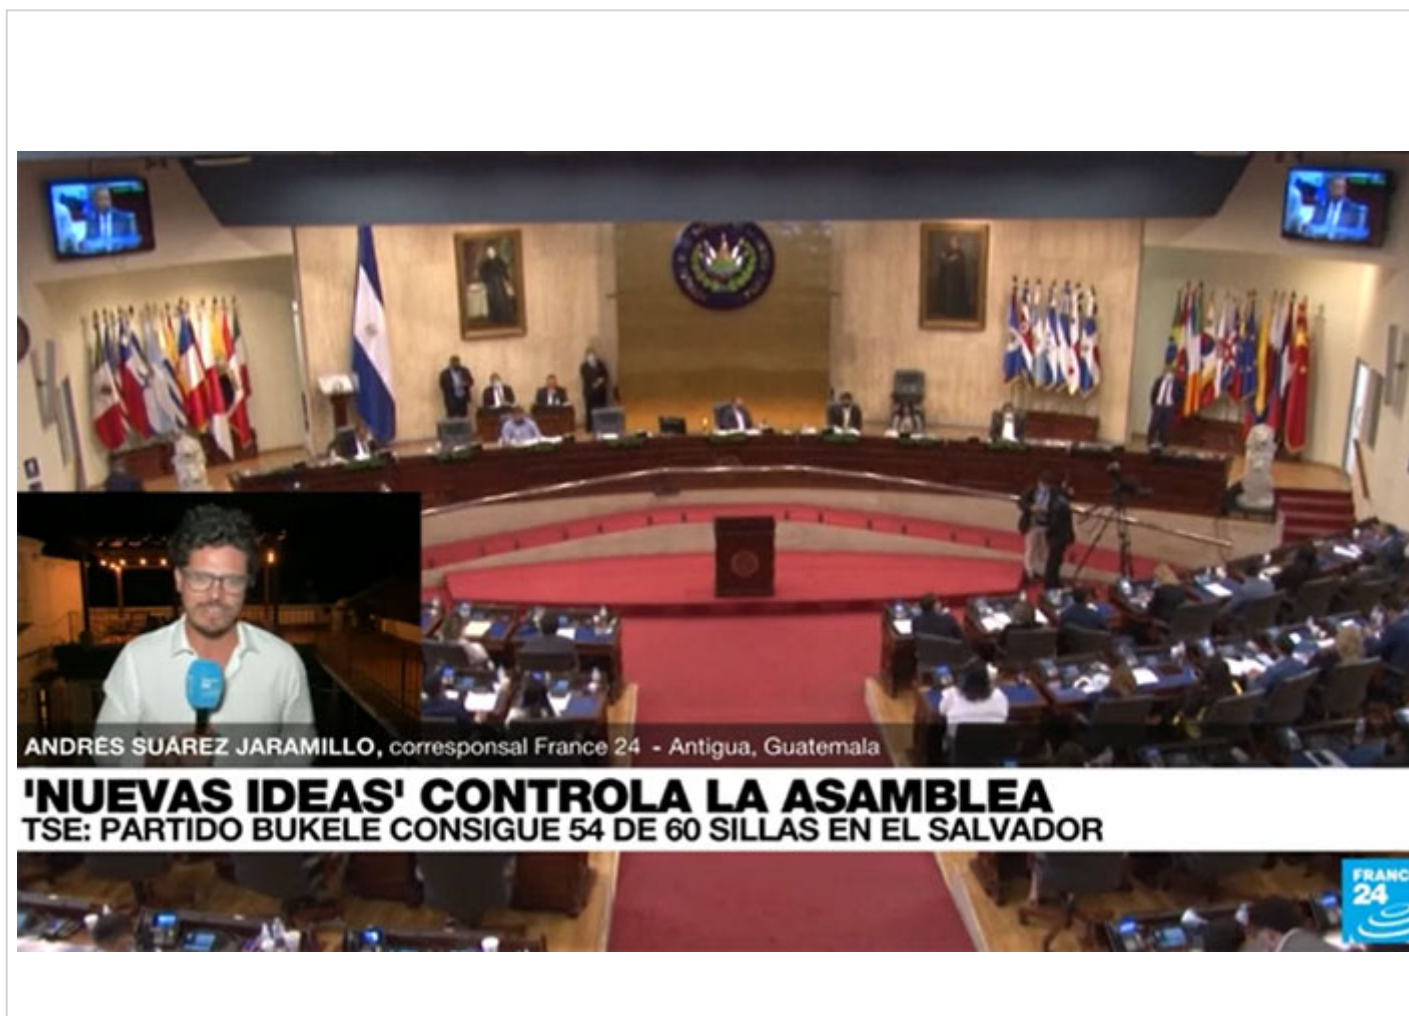 ANDRÉS SUÁREZ JARAMILLO, corresponsal France 24 - Antigua, Guatemala
'NUEVAS IDEAS' CONTROLA LA ASAMBLEA
TSE: PARTIDO BUKELE CONSIGUE 54 DE 60 SILLAS EN EL SALVADOR
FRANC
24